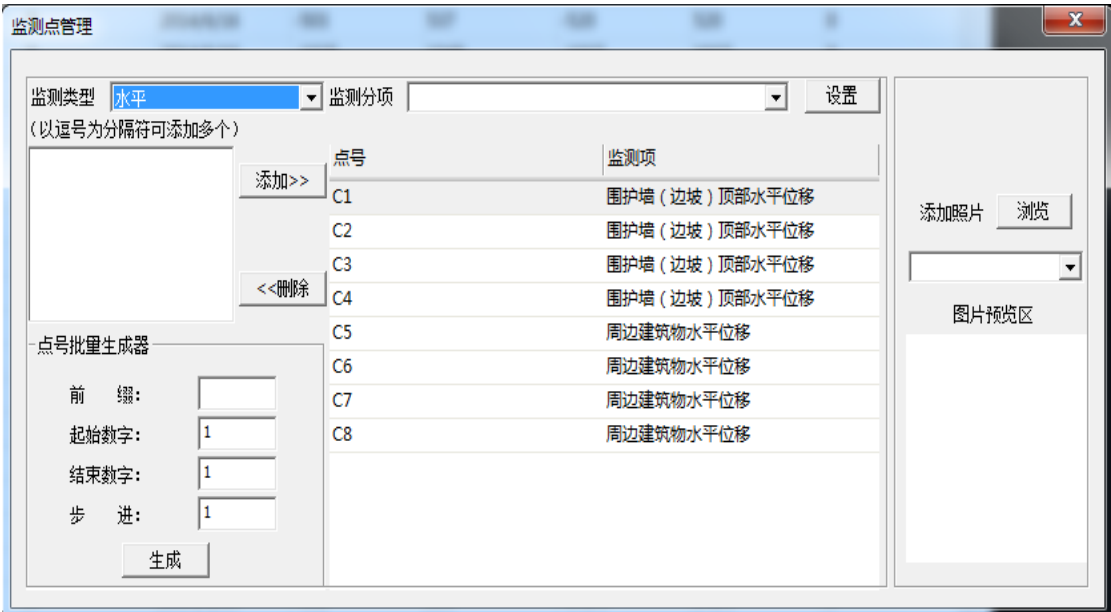 监测点管理
监测类型 水平 监测分项 设置
(以逗号为分隔符可添加多个)
添加>>
<<删除
点号 监测项
C1 围护墙（边坡）顶部水平位移
C2 围护墙（边坡）顶部水平位移
C3 围护墙（边坡）顶部水平位移
C4 围护墙（边坡）顶部水平位移
C5 周边建筑物水平位移
C6 周边建筑物水平位移
C7 周边建筑物水平位移
C8 周边建筑物水平位移
点号批量生成器
前 缀:
起始数字: 1
结束数字: 1
步 进: 1
生成
添加照片 浏览
图片预览区